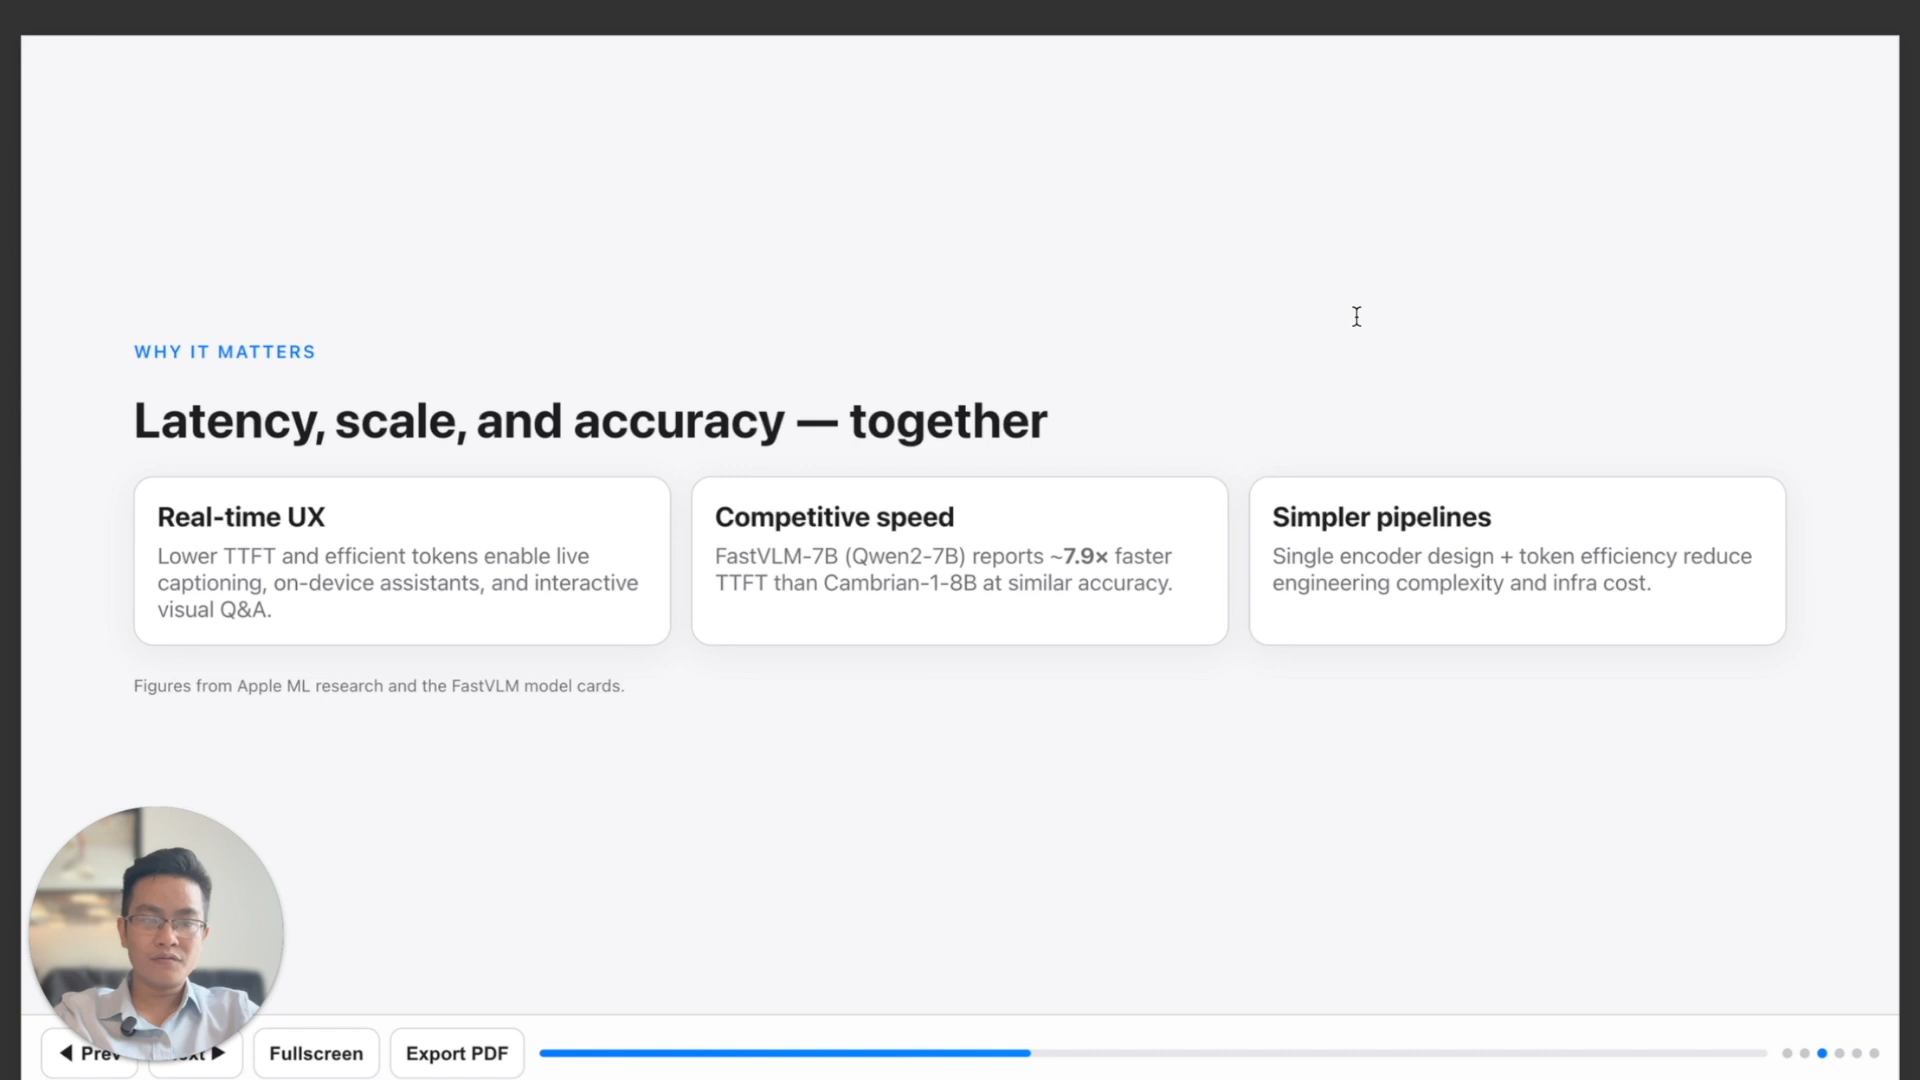 WHY IT MATTERS
Latency, scale, and accuracy — together
Real-time UX
Lower TTFT and efficient tokens enable live
captioning, on-device assistants, and interactive
visual Q&A.
Competitive speed
FastVLM-7B (Qwen2-7B) reports ~7.9× faster
TTFT than Cambrian-1-8B at similar accuracy.
Simpler pipelines
Single encoder design + token efficiency reduce
engineering complexity and infra cost.
Figures from Apple ML research and the FastVLM model cards.
◀ Prev
▶
Fullscreen
Export PDF